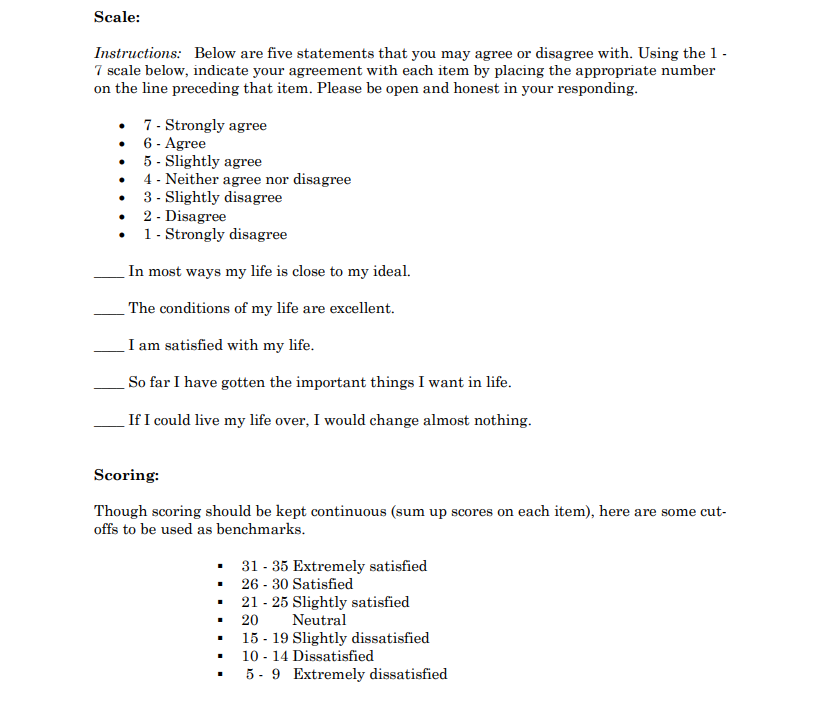 Scale:
Instructions: Below are five statements that you may agree or disagree with. Using the 1 -
7 scale below, indicate your agreement with each item by placing the appropriate number
on the line preceding that item. Please be open and honest in your responding.
• 7 - Strongly agree
• 6 - Agree
• 5 - Slightly agree
• 4 - Neither agree nor disagree
• 3 - Slightly disagree
• 2 - Disagree
• 1 - Strongly disagree
____ In most ways my life is close to my ideal.
____ The conditions of my life are excellent.
____ I am satisfied with my life.
____ So far I have gotten the important things I want in life.
____ If I could live my life over, I would change almost nothing.
Scoring:
Though scoring should be kept continuous (sum up scores on each item), here are some cut-
offs to be used as benchmarks.
▪ 31 - 35 Extremely satisfied
▪ 26 - 30 Satisfied
▪ 21 - 25 Slightly satisfied
▪ 20 Neutral
▪ 15 - 19 Slightly dissatisfied
▪ 10 - 14 Dissatisfied
▪ 5 - 9 Extremely dissatisfied